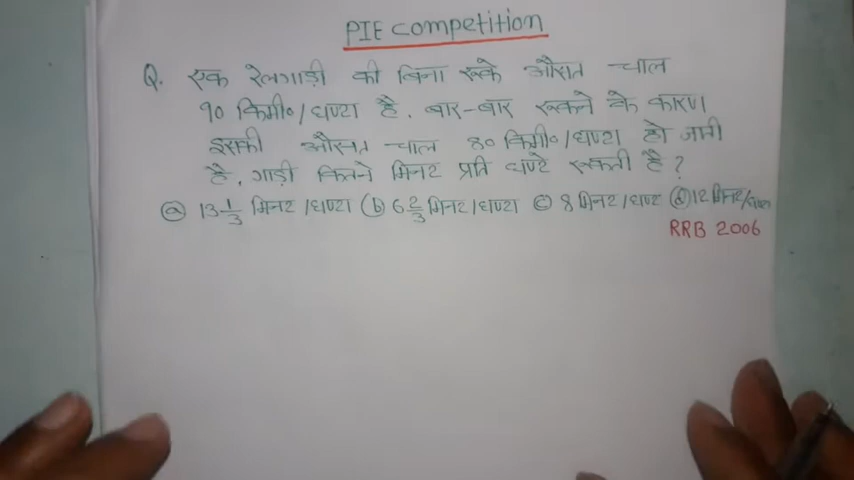 PIE competition
Q. एक रेलगाड़ी की बिना रूके औसत चाल
90 किमी०/घण्टा है. बार-बार रूकने के कारण
इसकी औसत चाल 80 किमी०/घण्टा हो जाती
है. गाड़ी कितने मिनट प्रति घण्टे रूकती है ?
(a) 13 1/3 मिनट/घण्टा (b) 6 2/3 मिनट/घण्टा (c) 8 मिनट/घण्ट (d) 12 मिनट/घण्टा
RRB 2006